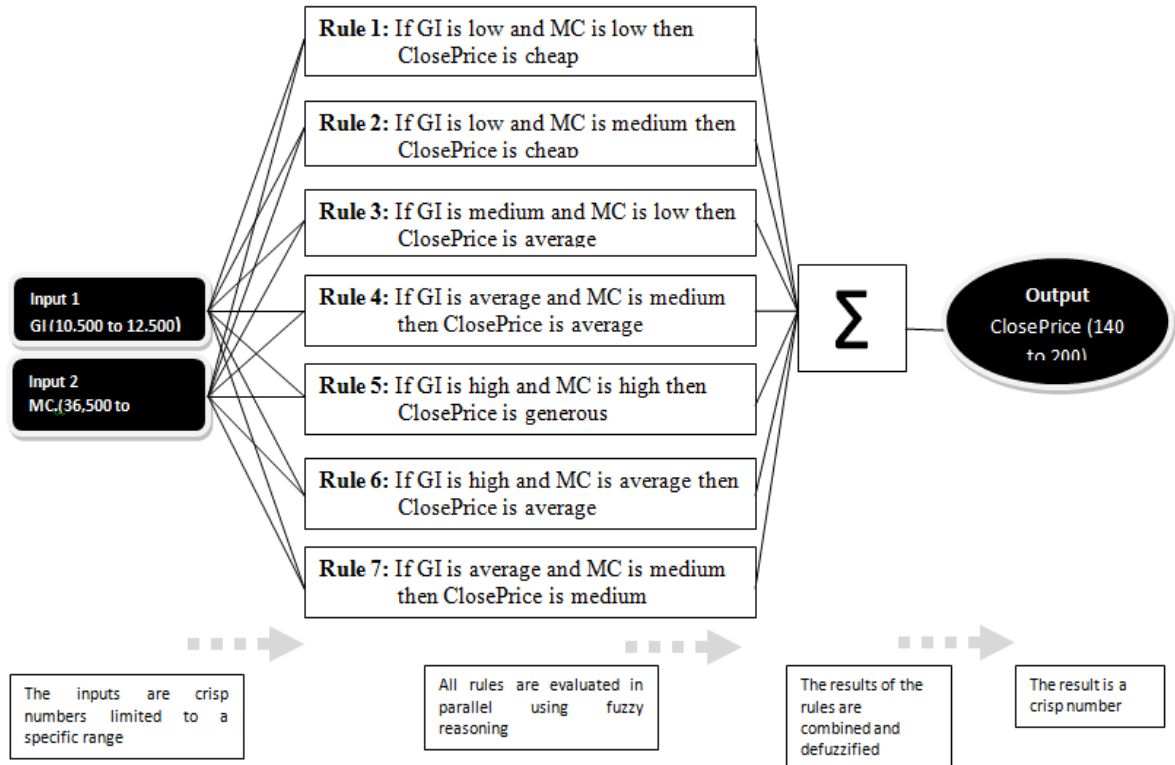 Rule 1: If GI is low and MC is low then
ClosePrice is cheap
Rule 2: If GI is low and MC is medium then
ClosePrice is cheap
Rule 3: If GI is medium and MC is low then
ClosePrice is average
Rule 4: If GI is average and MC is medium
then ClosePrice is average
Rule 5: If GI is high and MC is high then
ClosePrice is generous
Rule 6: If GI is high and MC is average then
ClosePrice is average
Rule 7: If GI is average and MC is medium
then ClosePrice is medium
Input 1
GI (10.500 to 12.500)
Input 2
MC.(36,500 to
Σ
Output
ClosePrice (140
to 200)
The inputs are crisp
numbers limited to a
specific range
All rules are evaluated in
parallel using fuzzy
reasoning
The results of the
rules are
combined and
defuzzified
The result is a
crisp number